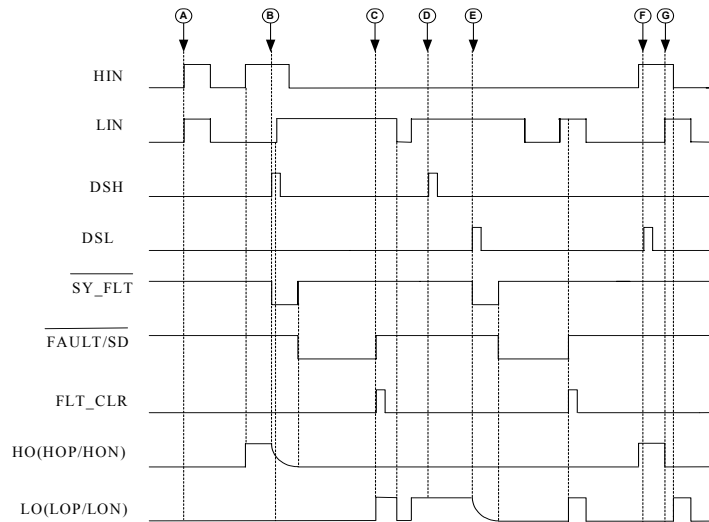 A B C D E F G
HIN
LIN
DSH
DSL
SY_FLT
FAULT/SD
FLT_CLR
HO(HOP/HON)
LO(LOP/LON)